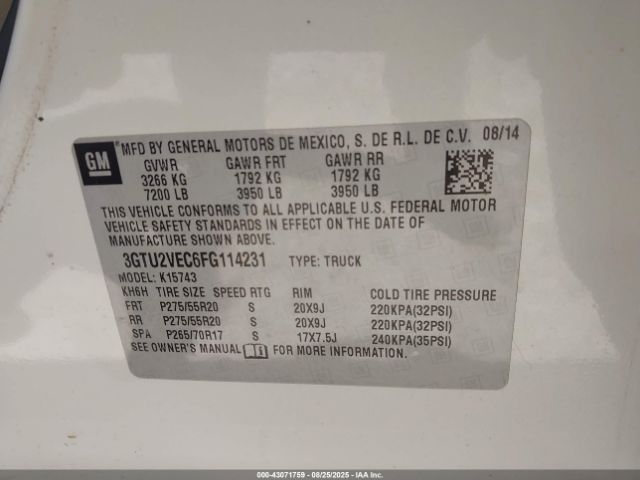 GM
MFD BY GENERAL MOTORS DE MEXICO, S. DE R.L. DE C.V. 08/14
GVWR GAWR FRT GAWR RR
3266 KG 1792 KG 1792 KG
7200 LB 3950 LB 3950 LB
THIS VEHICLE CONFORMS TO ALL APPLICABLE U.S. FEDERAL MOTOR
VEHICLE SAFETY STANDARDS IN EFFECT ON THE DATE OF
MANUFACTURE SHOWN ABOVE.
3GTU2VEC6FG114231 TYPE: TRUCK
MODEL: K15743
KH6H TIRE SIZE SPEED RTG RIM COLD TIRE PRESSURE
FRT P275/55R20 S 20X9J 220KPA(32PSI)
RR P275/55R20 S 20X9J 220KPA(32PSI)
SPA P265/70R17 S 17X7.5J 240KPA(35PSI)
SEE OWNER'S MANUAL FOR MORE INFORMATION.
000-43071759 - 08/25/2025 - IAA, Inc. All Rights Reserved